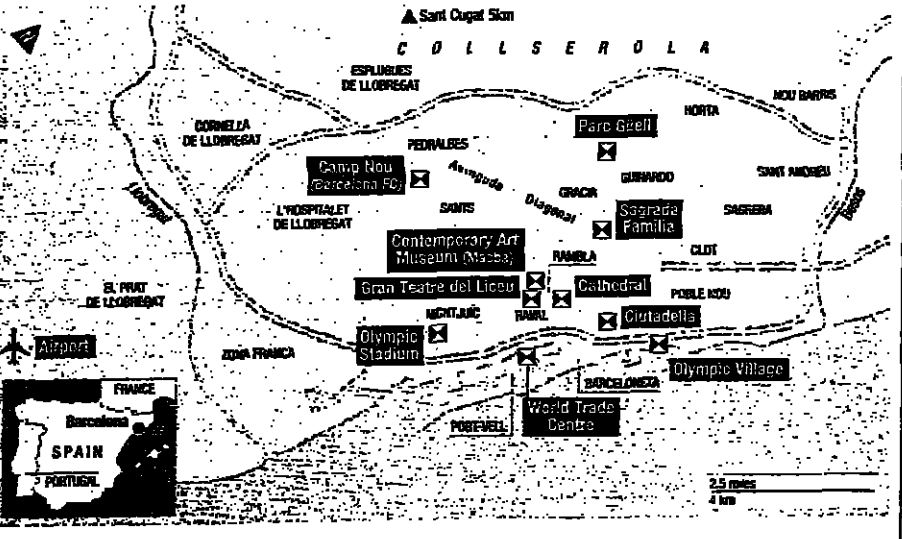 Sant Cugat 5km
COLLSEROLA
ESPLUGUES
DE LLOBREGAT
NOU BARRIS
HORTA
CORNELLA
DE LLOBREGAT
Parc Güell
PEDRALBES
Camp Nou
(Barcelona FC)
Avinguda
Diagonal
GRACIA
GUINARDO
SANT ANDREU
Llobregat
Besos
L'HOSPITALET
DE LLOBREGAT
SANTS
Sagrada
Familia
SAGRERA
Contemporary Art
Museum (Macba)
RAMBLA
CLOT
Gran Teatre del Liceu
Cathedral
EL PRAT
DE LLOBREGAT
POBLE NOU
MONTJUIC
RAVAL
Ciutadella
Airport
ZONA FRANCA
Olympic
Stadium
Olympic Village
BARCELONETA
World Trade
Centre
PORT VELL
FRANCE
Barcelona
SPAIN
PORTUGAL
2.5 miles
4 km